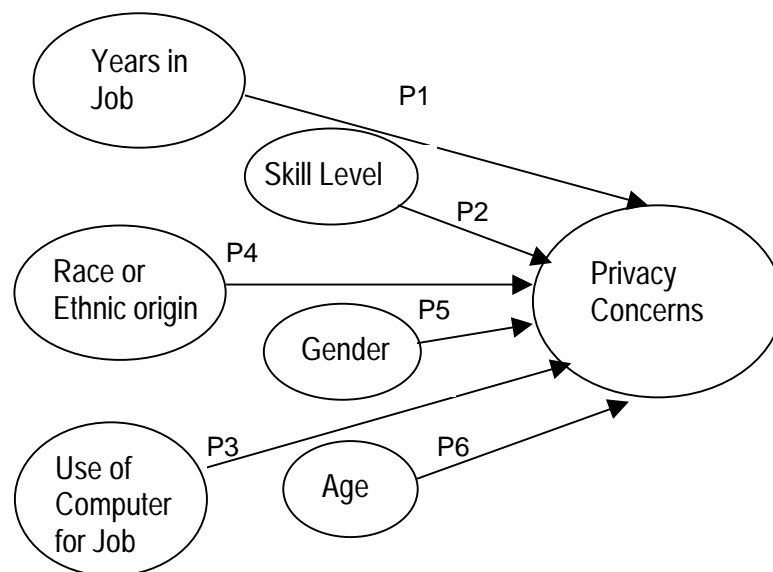 Years in
Job
P1
Skill Level
P2
P4
Race or
Ethnic origin
Privacy
Concerns
P5
Gender
P3
Use of
Computer
for Job
P6
Age